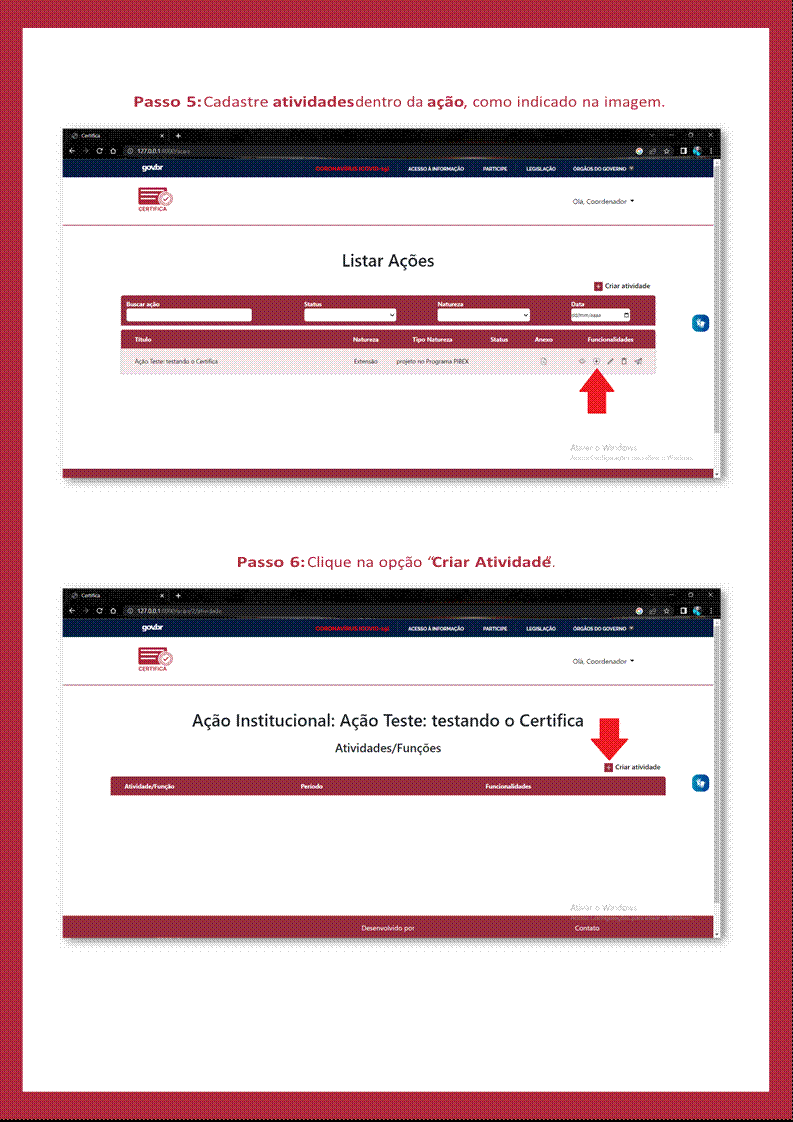 Passo 5: Cadastre atividades dentro da ação, como indicado na imagem.
Certifica
127.0.0.1:8000/acao
gov.br
CORONAVÍRUS (COVID-19) ACESSO À INFORMAÇÃO PARTICIPE LEGISLAÇÃO ÓRGÃOS DO GOVERNO
CERTIFICA
Olá, Coordenador
Listar Ações
Criar atividade
Buscar ação Status Natureza Data
dd/mm/aaaa
Título Natureza Tipo Natureza Status Anexo Funcionalidades
Ação Teste: testando o Certifica Extensão projeto no Programa PIBEX
Ativar o Windows
Passo 6: Clique na opção “Criar Atividade”.
Certifica
127.0.0.1:8000/acao/2/atividade
gov.br
CORONAVÍRUS (COVID-19) ACESSO À INFORMAÇÃO PARTICIPE LEGISLAÇÃO ÓRGÃOS DO GOVERNO
CERTIFICA
Olá, Coordenador
Ação Institucional: Ação Teste: testando o Certifica
Atividades/Funções
Criar atividade
Atividade/Função Período Funcionalidades
Ativar o Windows
Acesse Configurações para ativar o Windows.
Desenvolvido por Contato